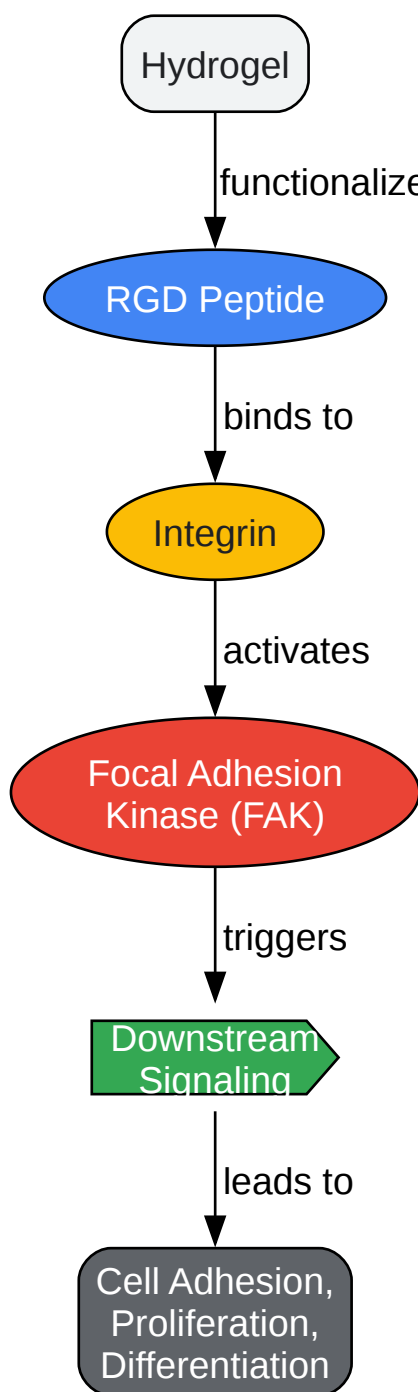 Hydrogel
functionalize
RGD Peptide
binds to
Integrin
activates
Focal Adhesion
Kinase (FAK)
triggers
Downstream
Signaling
leads to
Cell Adhesion,
Proliferation,
Differentiation